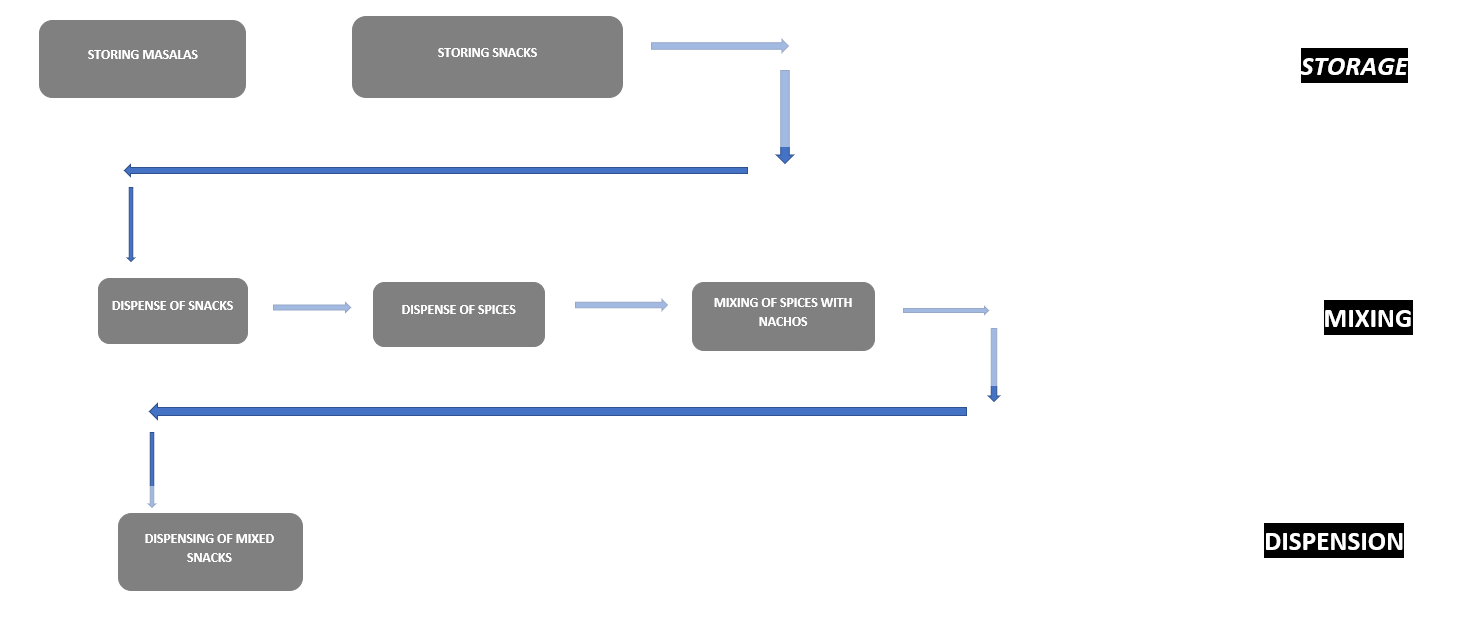 STORING MASALAS
STORING SNACKS
STORAGE
DISPENSE OF SNACKS
DISPENSE OF SPICES
MIXING OF SPICES WITH
NACHOS
MIXING
DISPENSING OF MIXED
SNACKS
DISPENSION